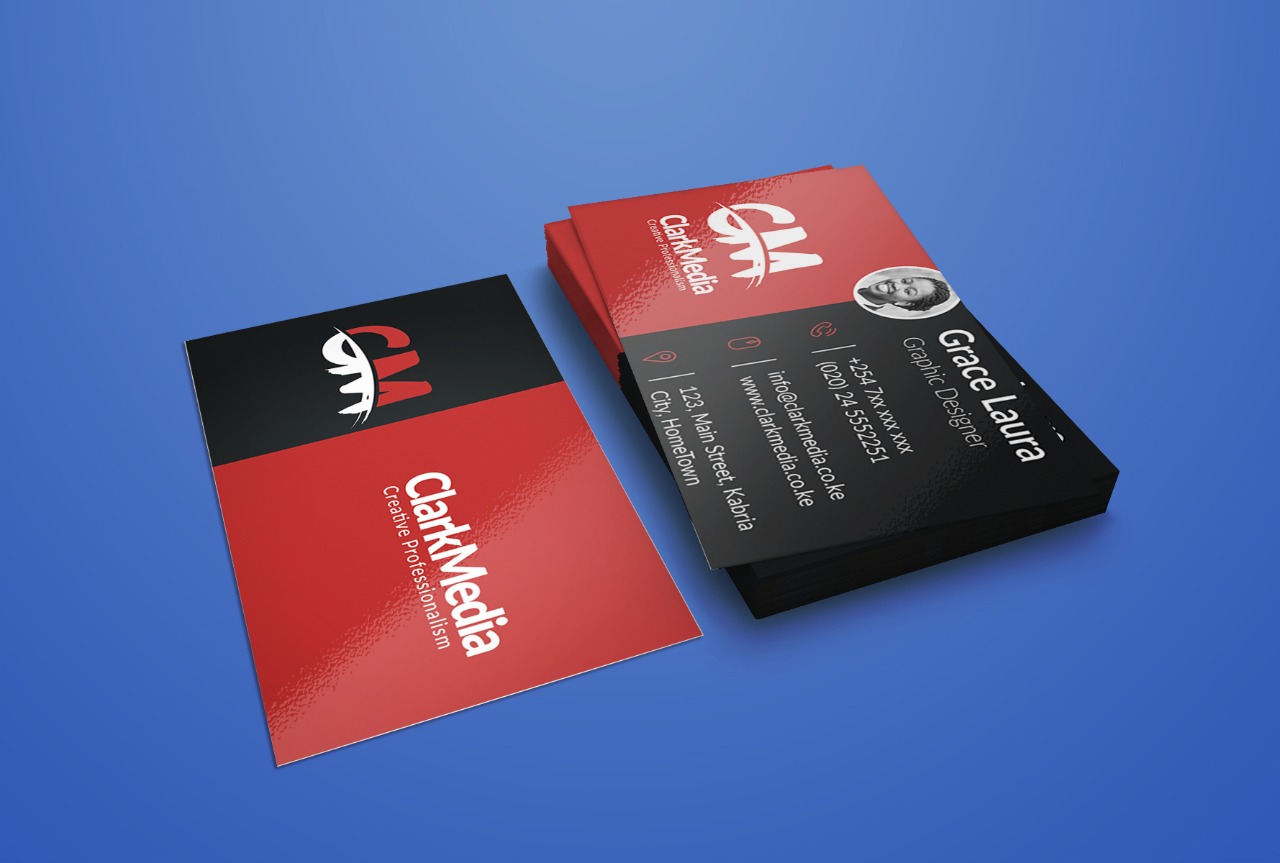 CM
ClarkMedia
Creative Professionalism
CM
ClarkMedia
Creative Professionalism
Grace Laura
Graphic Designer
+254 7xx xxx xxx
(020) 24 5552251
info@clarkmedia.co.ke
www.clarkmedia.co.ke
123, Main Street, Kabria
City, HomeTown